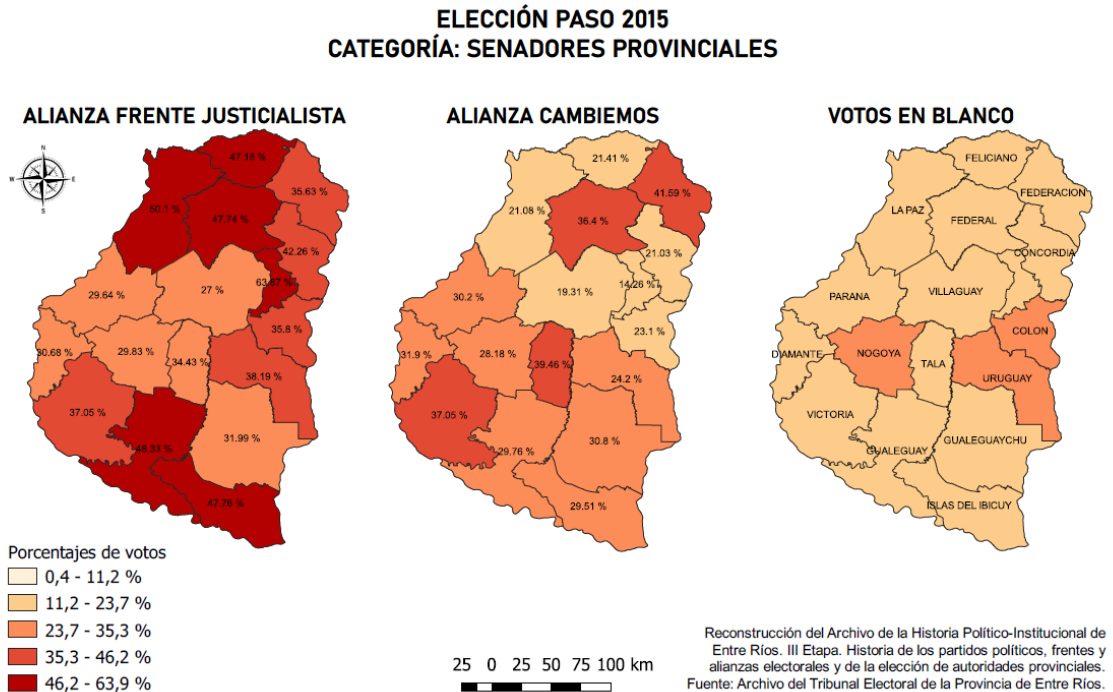 ELECCIÓN PASO 2015
CATEGORÍA: SENADORES PROVINCIALES
ALIANZA FRENTE JUSTICIALISTA
N
W
E
S
47.18 %
35.63 %
50.1 %
47.74 %
42.26 %
63.87 %
29.64 %
27 %
35.8 %
30.68 %
29.83 %
34.43 %
38.19 %
37.05 %
48.33 %
31.99 %
47.76 %
ALIANZA CAMBIEMOS
21.41 %
41.59 %
21.08 %
36.4 %
21.03 %
14.26 %
19.31 %
30.2 %
23.1 %
31.9 %
28.18 %
39.46 %
24.2 %
37.05 %
29.76 %
30.8 %
29.51 %
VOTOS EN BLANCO
FELICIANO
FEDERACION
LA PAZ
FEDERAL
CONCORDIA
VILLAGUAY
PARANA
COLON
DIAMANTE
NOGOYA
TALA
URUGUAY
VICTORIA
GUALEGUAY
GUALEGUAYCHU
ISLAS DEL IBICUY
Porcentajes de votos
0,4 - 11,2 %
11,2 - 23,7 %
23,7 - 35,3 %
35,3 - 46,2 %
46,2 - 63,9 %
25 0 25 50 75 100 km
Reconstrucción del Archivo de la Historia Político-Institucional de
Entre Ríos. III Etapa. Historia de los partidos políticos, frentes y
alianzas electorales y de la elección de autoridades provinciales.
Fuente: Archivo del Tribunal Electoral de la Provincia de Entre Ríos.